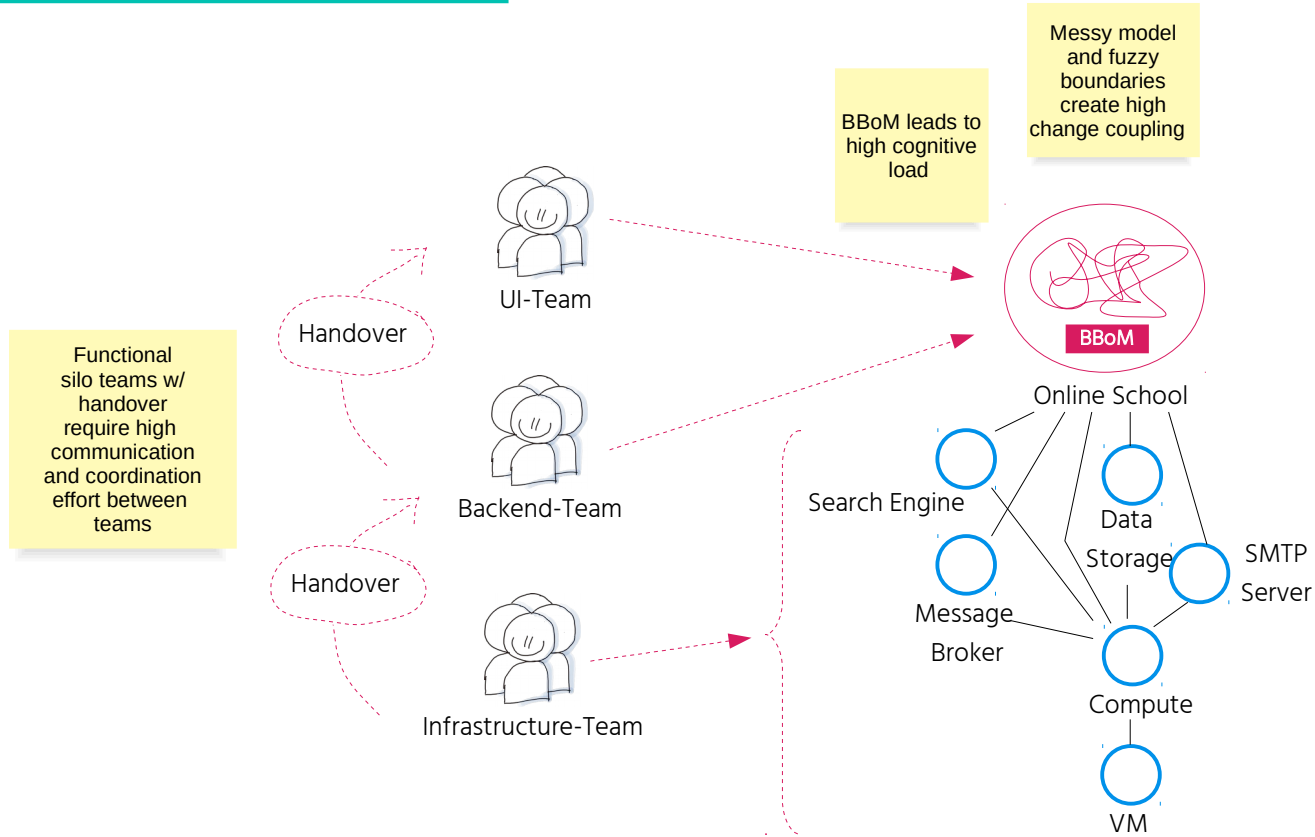 Messy model
and fuzzy
boundaries
create high
change coupling
BBoM leads to
high cognitive
load
UI-Team
Handover
BBoM
Functional
silo teams w/
handover
require high
communication
and coordination
effort between
teams
Online School
Backend-Team
Search Engine
Data
Storage
SMTP
Server
Handover
Message
Broker
Infrastructure-Team
Compute
VM